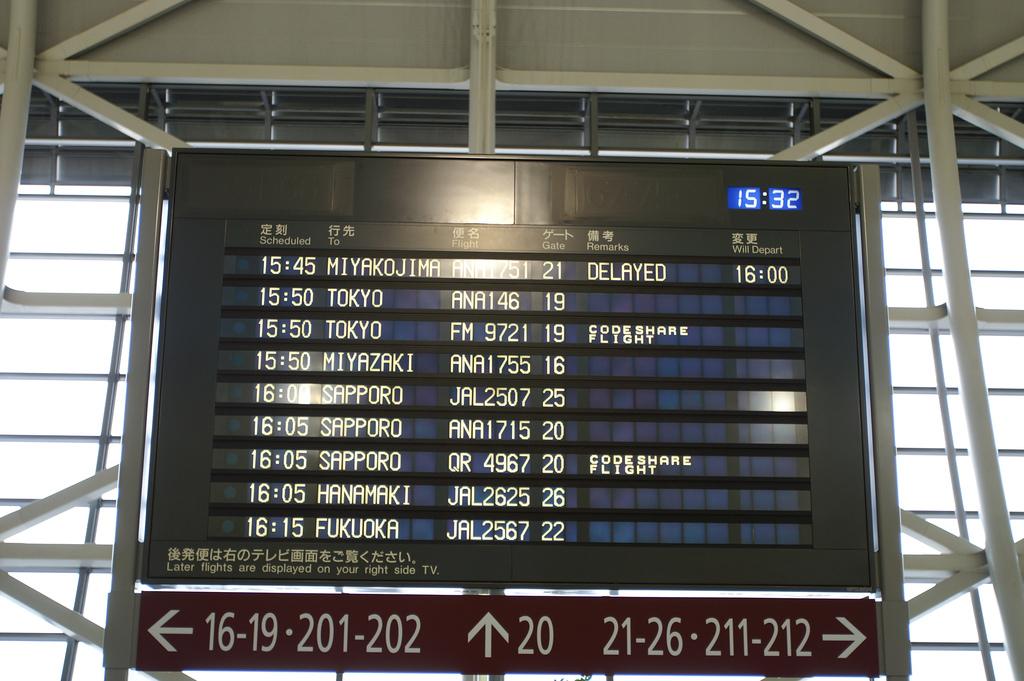 15:32
定刻 行先 便名 ゲート 備考 変更
Scheduled To Flight Gate Remarks Will Depart
15:45 MIYAKOJIMA ANA1751 21 DELAYED 16:00
15:50 TOKYO ANA146 19
15:50 TOKYO FM 9721 19 CODESHARE FLIGHT
15:50 MIYAZAKI ANA1755 16
16:00 SAPPORO JAL2507 25
16:05 SAPPORO ANA1715 20
16:05 SAPPORO QR 4967 20 CODESHARE FLIGHT
16:05 HANAMAKI JAL2625 26
16:15 FUKUOKA JAL2567 22
後発便は右のテレビ画面をご覧ください。
Later flights are displayed on your right side TV.
← 16-19・201-202 ↑ 20 21-26・211-212 →